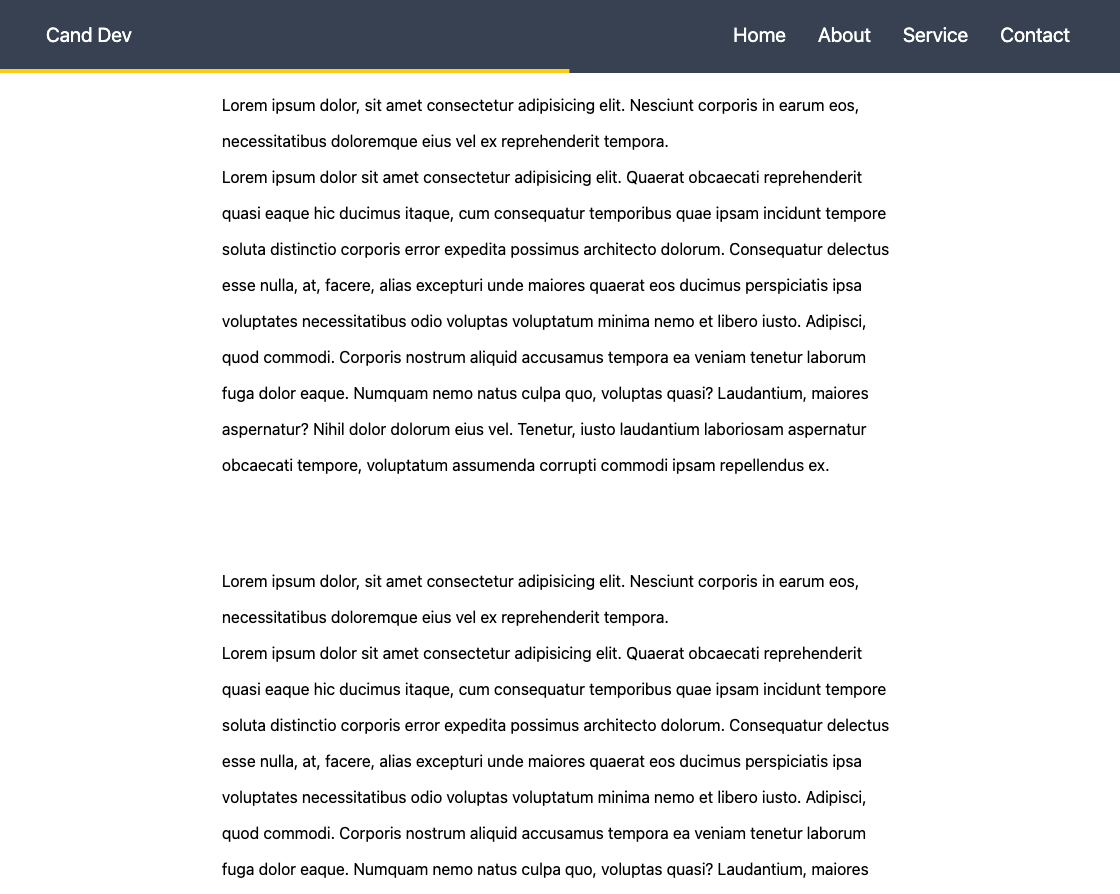 Cand Dev
Home About Service Contact
Lorem ipsum dolor, sit amet consectetur adipisicing elit. Nesciunt corporis in earum eos,
necessitatibus doloremque eius vel ex reprehenderit tempora.
Lorem ipsum dolor sit amet consectetur adipisicing elit. Quaerat obcaecati reprehenderit
quasi eaque hic ducimus itaque, cum consequatur temporibus quae ipsam incidunt tempore
soluta distinctio corporis error expedita possimus architecto dolorum. Consequatur delectus
esse nulla, at, facere, alias excepturi unde maiores quaerat eos ducimus perspiciatis ipsa
voluptates necessitatibus odio voluptas voluptatum minima nemo et libero iusto. Adipisci,
quod commodi. Corporis nostrum aliquid accusamus tempora ea veniam tenetur laborum
fuga dolor eaque. Numquam nemo natus culpa quo, voluptas quasi? Laudantium, maiores
aspernatur? Nihil dolor dolorum eius vel. Tenetur, iusto laudantium laboriosam aspernatur
obcaecati tempore, voluptatum assumenda corrupti commodi ipsam repellendus ex.
Lorem ipsum dolor, sit amet consectetur adipisicing elit. Nesciunt corporis in earum eos,
necessitatibus doloremque eius vel ex reprehenderit tempora.
Lorem ipsum dolor sit amet consectetur adipisicing elit. Quaerat obcaecati reprehenderit
quasi eaque hic ducimus itaque, cum consequatur temporibus quae ipsam incidunt tempore
soluta distinctio corporis error expedita possimus architecto dolorum. Consequatur delectus
esse nulla, at, facere, alias excepturi unde maiores quaerat eos ducimus perspiciatis ipsa
voluptates necessitatibus odio voluptas voluptatum minima nemo et libero iusto. Adipisci,
quod commodi. Corporis nostrum aliquid accusamus tempora ea veniam tenetur laborum
fuga dolor eaque. Numquam nemo natus culpa quo, voluptas quasi? Laudantium, maiores